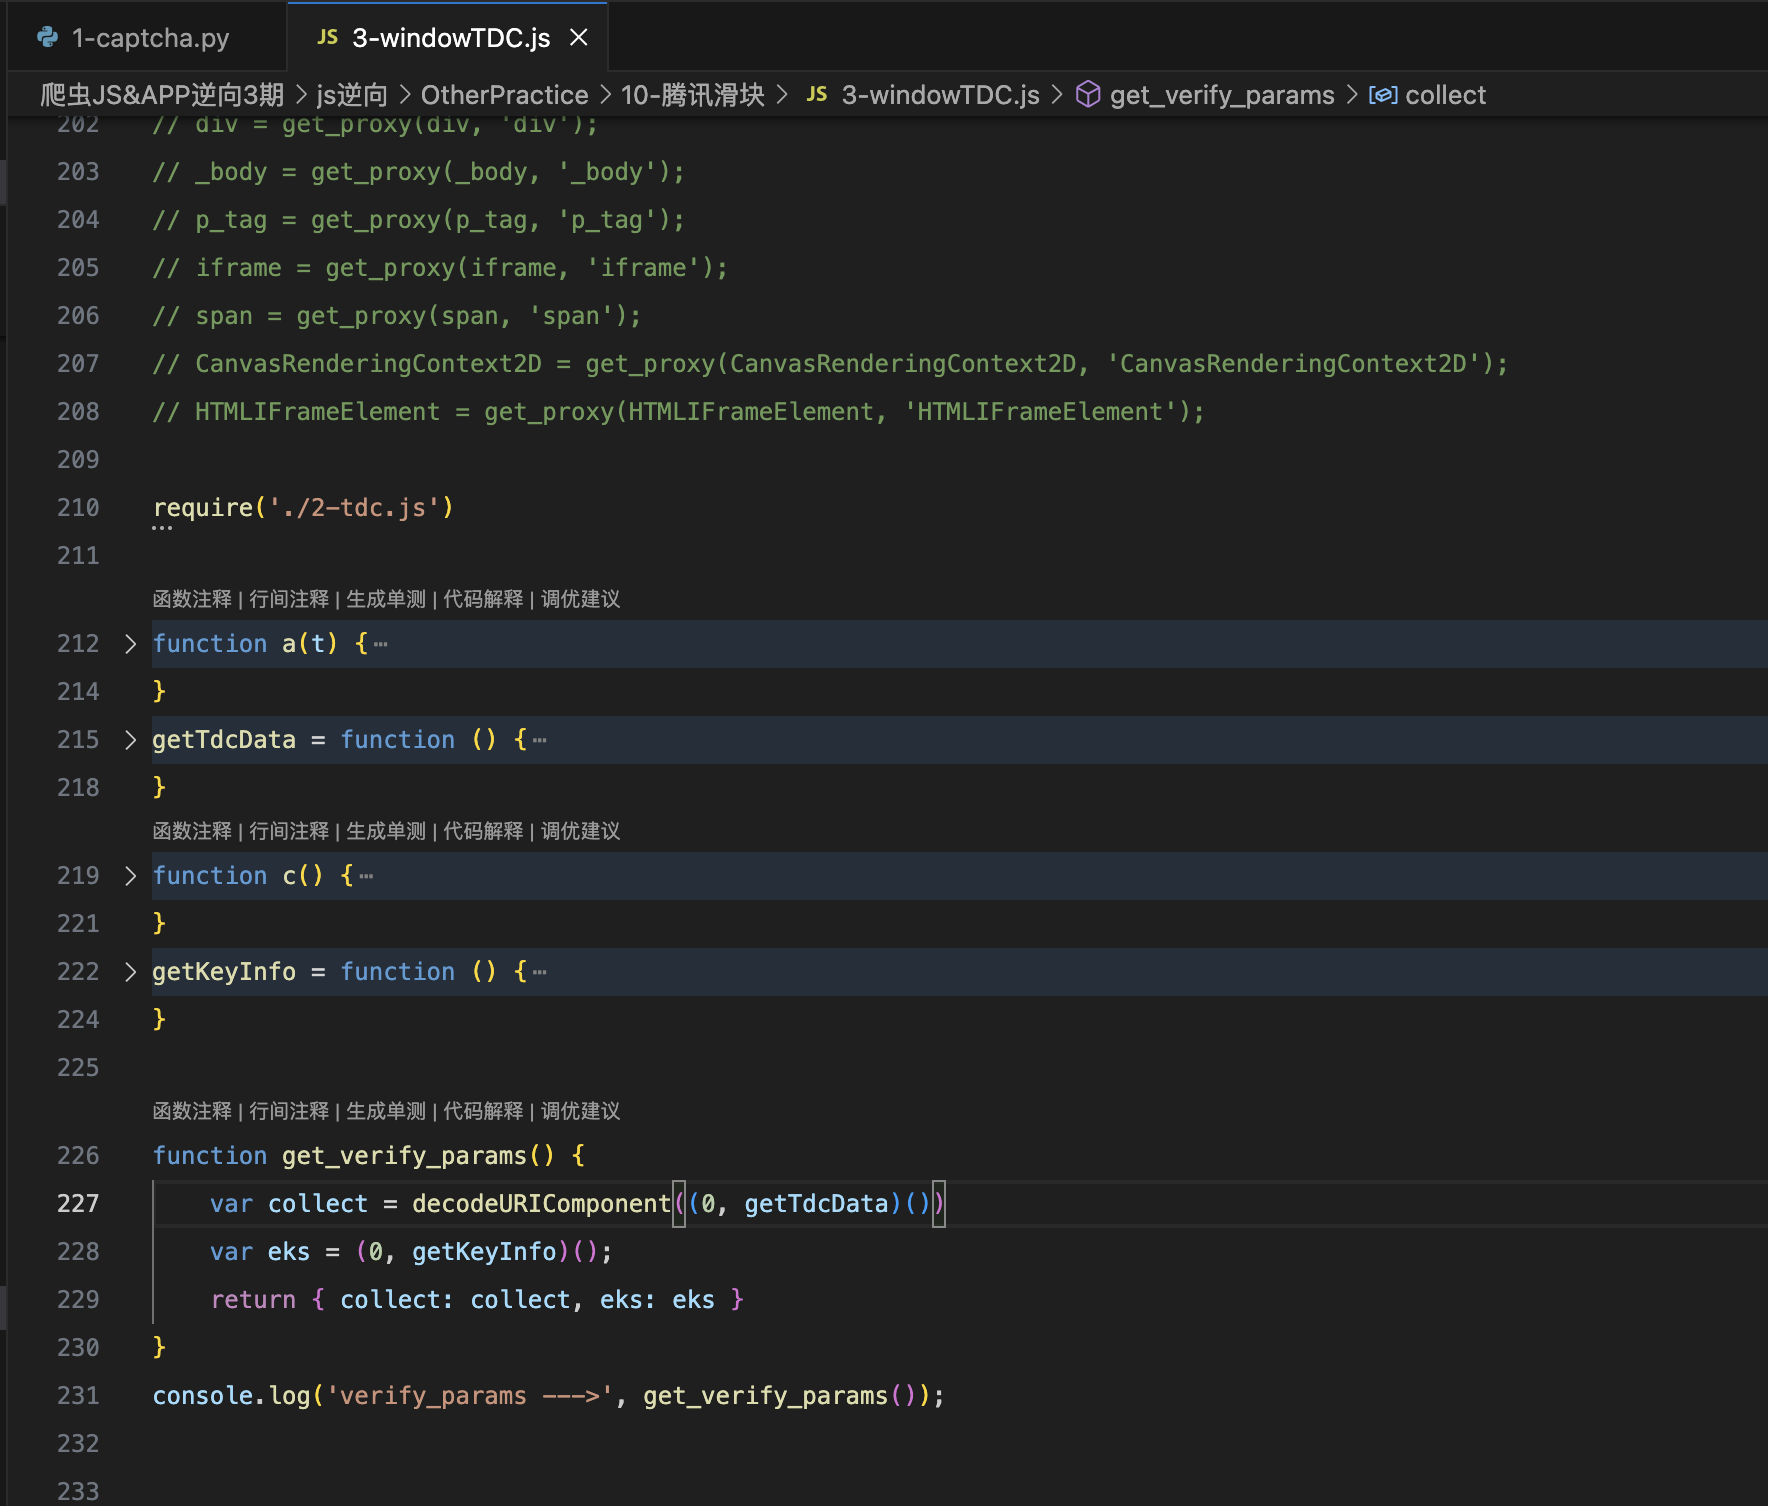 1-captcha.py JS 3-windowTDC.js ×
爬虫JS&APP逆向3期 > js逆向 > OtherPractice > 10-腾讯滑块 > JS 3-windowTDC.js > get_verify_params > collect
202 // div = get_proxy(div, 'div');
203 // _body = get_proxy(_body, '_body');
204 // p_tag = get_proxy(p_tag, 'p_tag');
205 // iframe = get_proxy(iframe, 'iframe');
206 // span = get_proxy(span, 'span');
207 // CanvasRenderingContext2D = get_proxy(CanvasRenderingContext2D, 'CanvasRenderingContext2D');
208 // HTMLIFrameElement = get_proxy(HTMLIFrameElement, 'HTMLIFrameElement');
209
210 require('./2-tdc.js')
211
函数注释 | 行间注释 | 生成单测 | 代码解释 | 调优建议
212 function a(t) {⋯
214 }
215 getTdcData = function () {⋯
218 }
函数注释 | 行间注释 | 生成单测 | 代码解释 | 调优建议
219 function c() {⋯
221 }
222 getKeyInfo = function () {⋯
224 }
225
函数注释 | 行间注释 | 生成单测 | 代码解释 | 调优建议
226 function get_verify_params() {
227 var collect = decodeURIComponent((0, getTdcData)())
228 var eks = (0, getKeyInfo)();
229 return { collect: collect, eks: eks }
230 }
231 console.log('verify_params --->', get_verify_params());
232
233